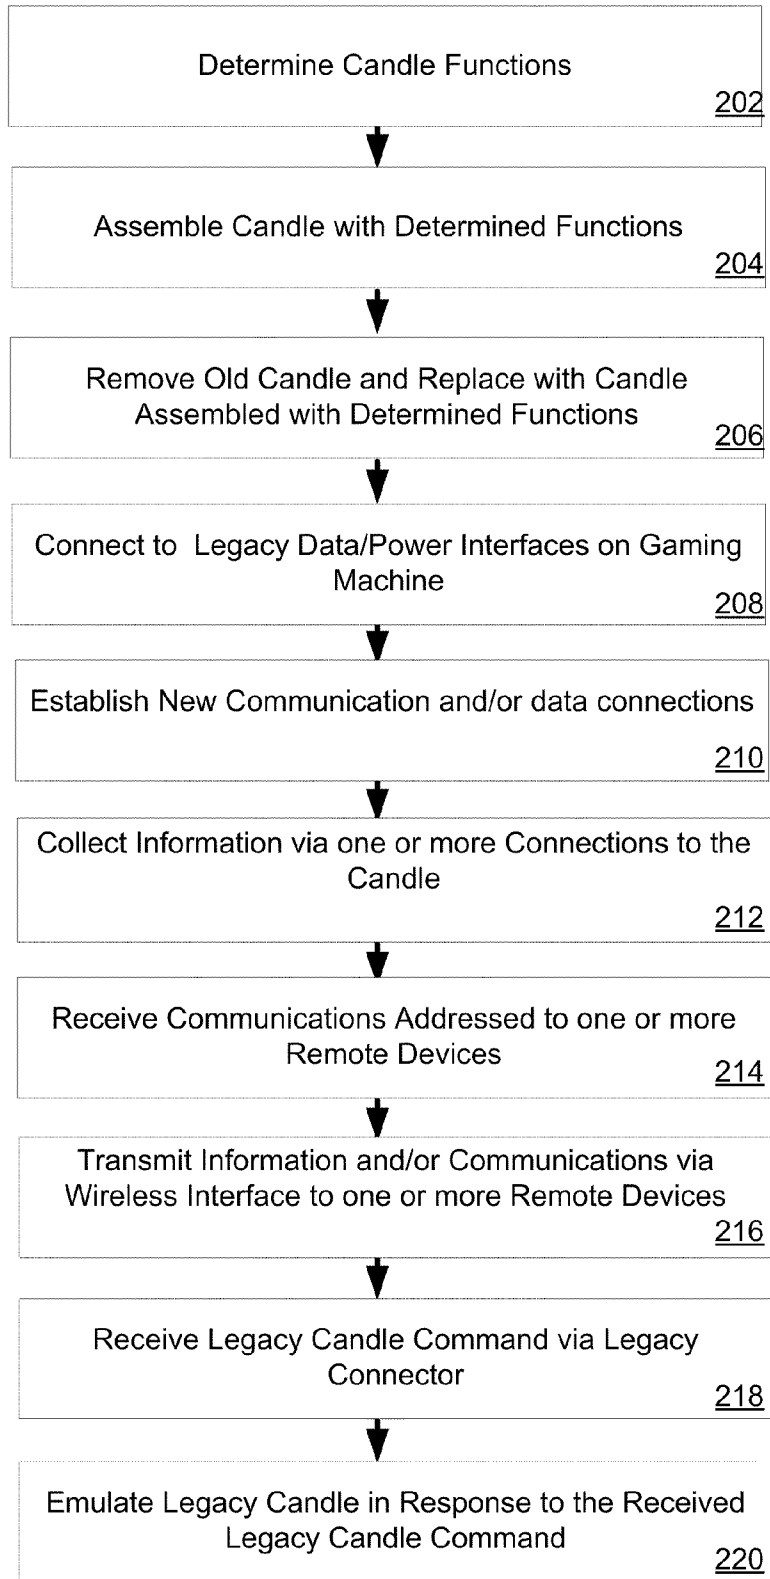 Determine Candle Functions
202
Assemble Candle with Determined Functions
204
Remove Old Candle and Replace with Candle
Assembled with Determined Functions
206
Connect to  Legacy Data/Power Interfaces on Gaming
Machine
208
Establish New Communication and/or data connections
210
Collect Information via one or more Connections to the
Candle
212
Receive Communications Addressed to one or more
Remote Devices
214
Transmit Information and/or Communications via
Wireless Interface to one or more Remote Devices
216
Receive Legacy Candle Command via Legacy
Connector
218
Emulate Legacy Candle in Response to the Received
Legacy Candle Command
220